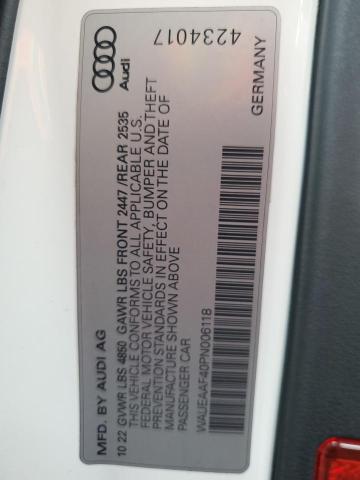 MFD. BY AUDI AG
10 22 GVWR LBS 4850 GAWR LBS FRONT 2447/REAR 2535
THIS VEHICLE CONFORMS TO ALL APPLICABLE U.S.
FEDERAL MOTOR VEHICLE SAFETY, BUMPER AND THEFT
PREVENTION STANDARDS IN EFFECT ON THE DATE OF
MANUFACTURE SHOWN ABOVE
PASSENGER CAR
WAUEAAF40PN006118
Audi
4234017
GERMANY